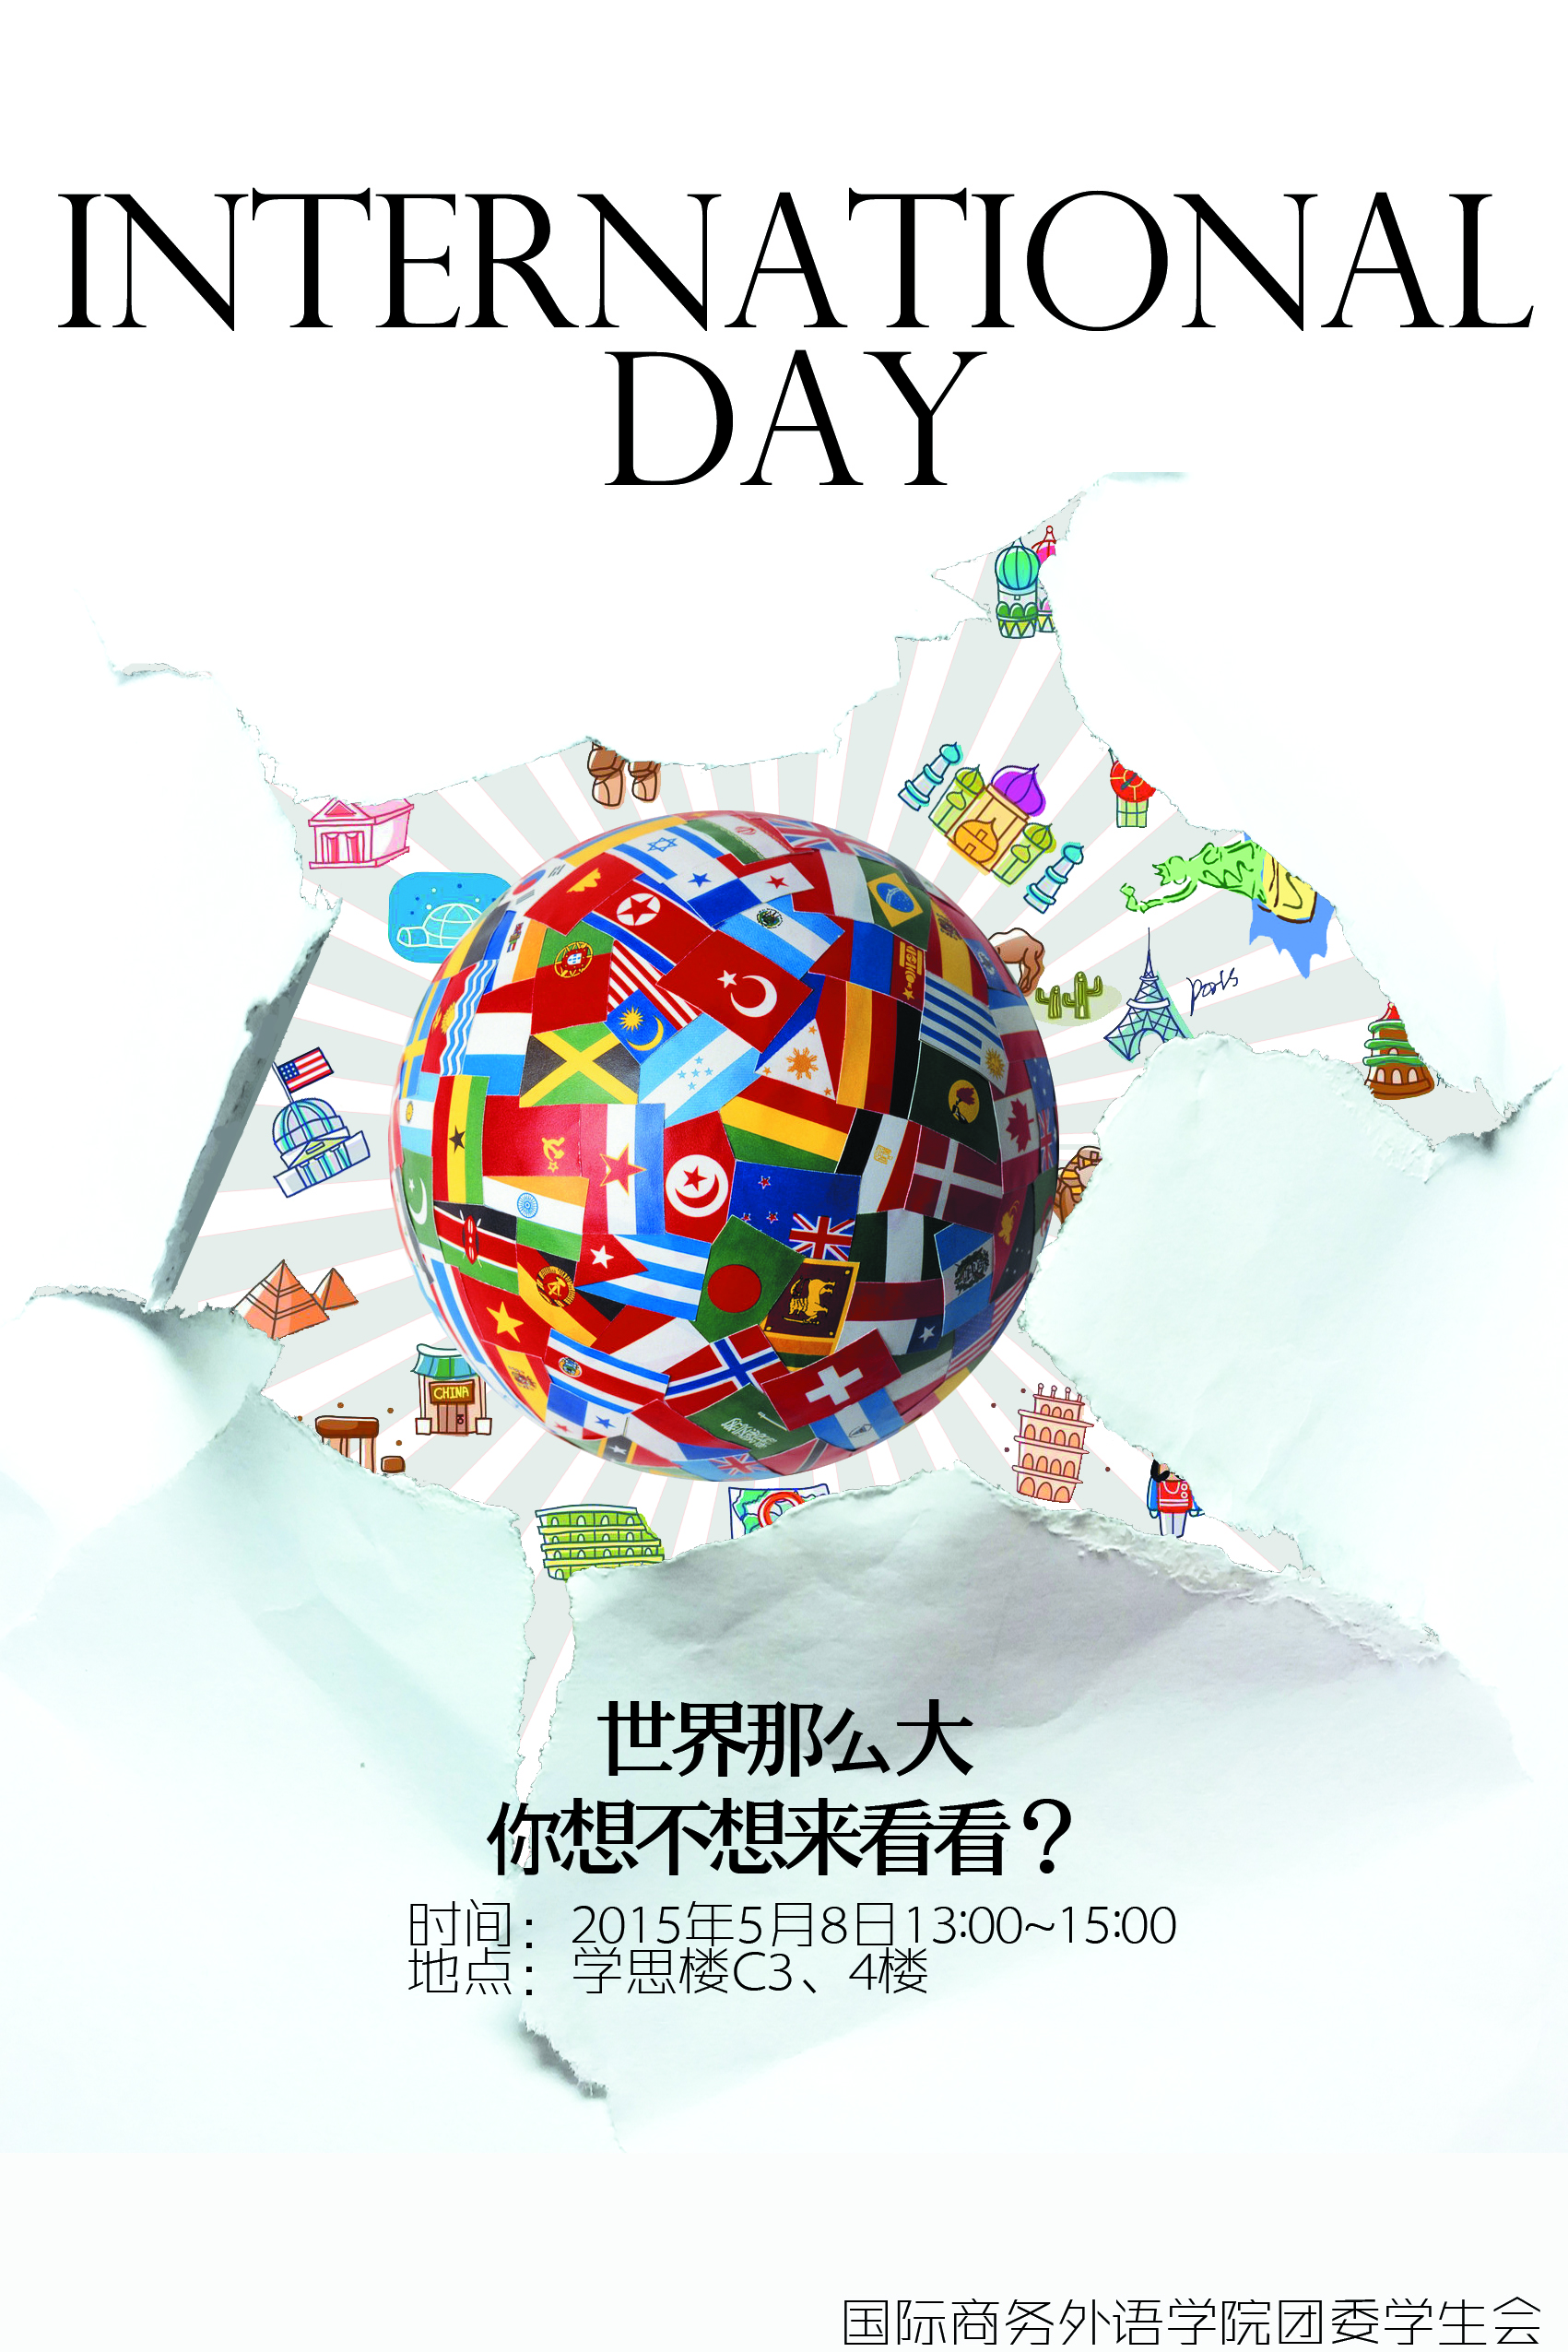 INTERNATIONAL
DAY
CHINA
世界那么大
你想不想来看看?
时间:2015年5月8日13:00~15:00
地点:学思楼C3、4楼
国际商务外语学院团委学生会